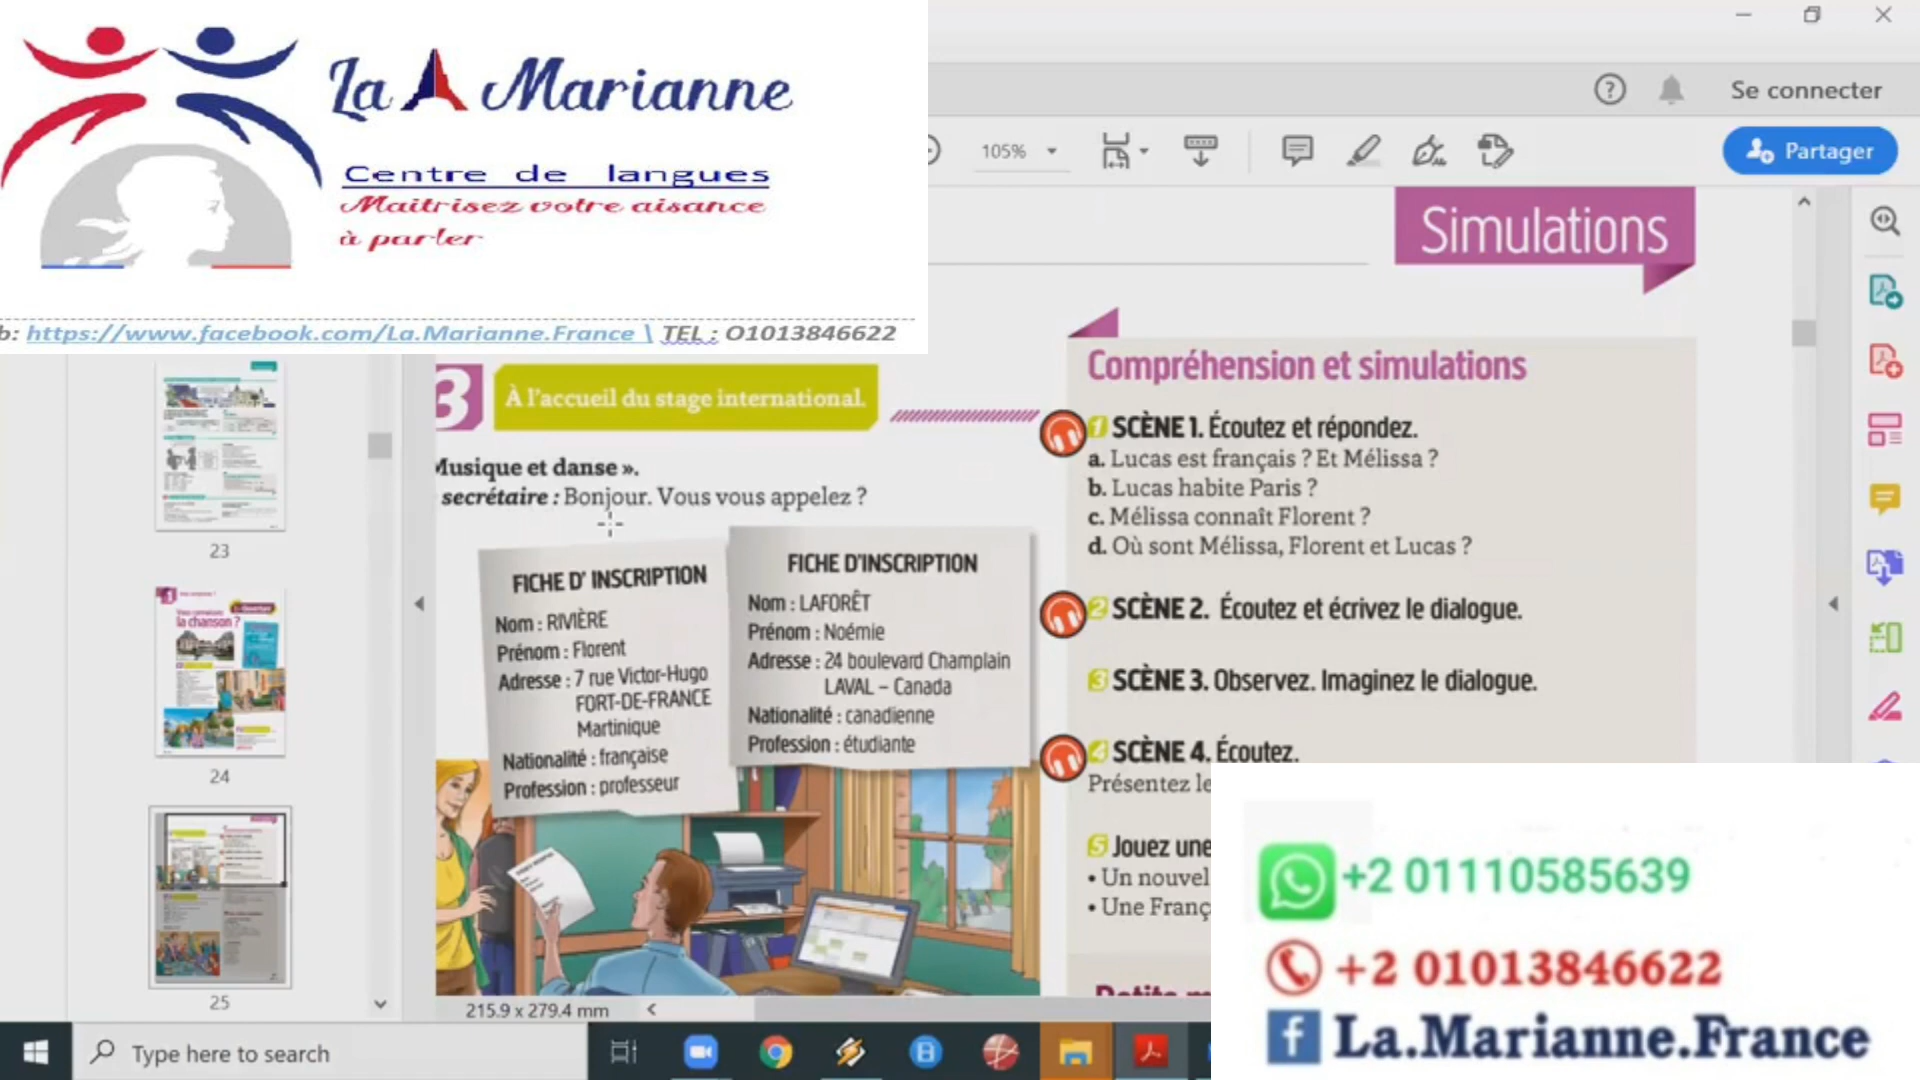 La Marianne
Centre de langues
Maitrisez votre aisance
à parler
b: https://www.facebook.com/La.Marianne.France \ TEL : O1013846622
Se connecter
105%
Partager
Simulations
3
À l'accueil du stage international.
Musique et danse ».
secrétaire : Bonjour. Vous vous appelez ?
FICHE D' INSCRIPTION
Nom : RIVIÈRE
Prénom : Florent
Adresse : 7 rue Victor-Hugo
FORT-DE-FRANCE
Martinique
Nationalité : française
Profession : professeur
FICHE D'INSCRIPTION
Nom : LAFORÊT
Prénom : Noémie
Adresse : 24 boulevard Champlain
LAVAL – Canada
Nationalité : canadienne
Profession : étudiante
Compréhension et simulations
1 SCÈNE 1. Écoutez et répondez.
a. Lucas est français ? Et Mélissa ?
b. Lucas habite Paris ?
c. Mélissa connaît Florent ?
d. Où sont Mélissa, Florent et Lucas ?
2 SCÈNE 2. Écoutez et écrivez le dialogue.
3 SCÈNE 3. Observez. Imaginez le dialogue.
4 SCÈNE 4. Écoutez.
Présentez le
5 Jouez une
• Un nouvel
• Une Franç
23
Vous connaissez
la chanson ?
24
25
215.9 x 279.4 mm
Type here to search
+2 01110585639
+2 01013846622
La.Marianne.France